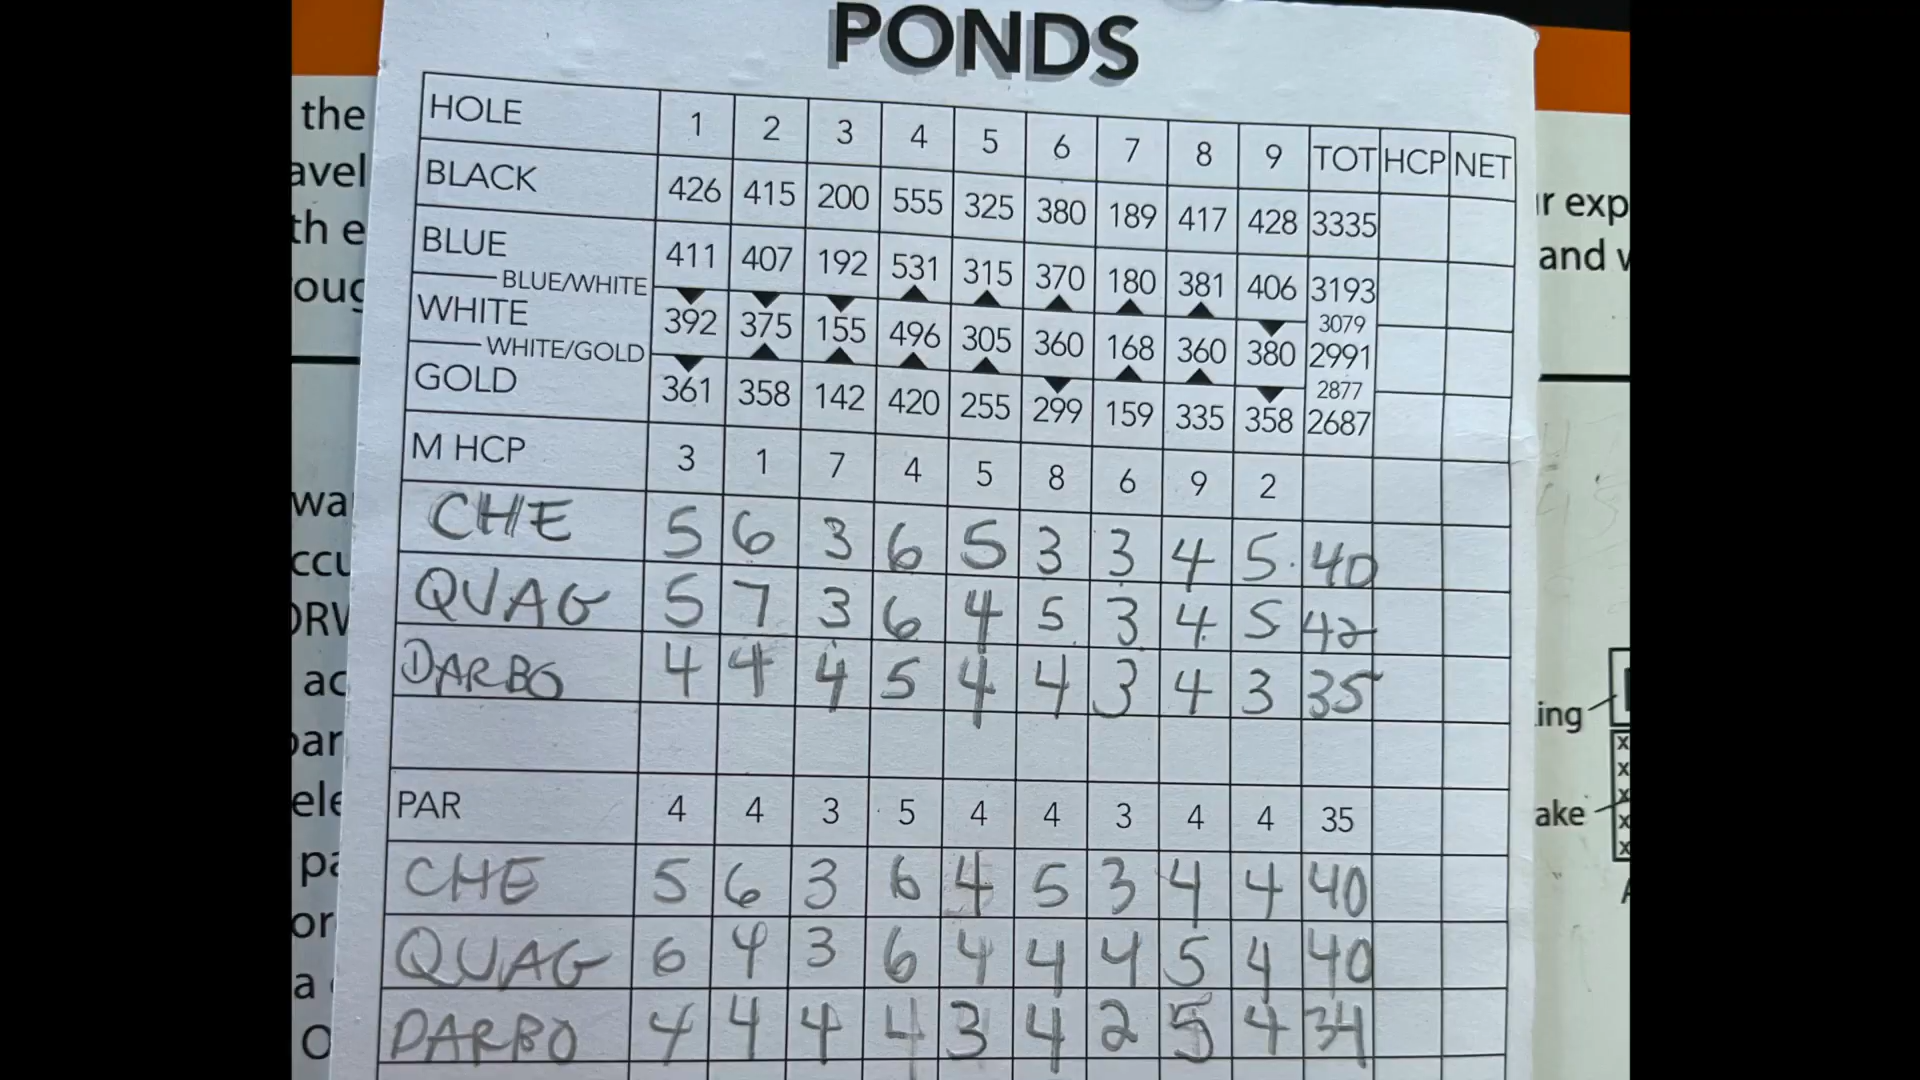 PONDS
HOLE 1 2 3 4 5 6 7 8 9 TOT HCP NET
BLACK 426 415 200 555 325 380 189 417 428 3335
BLUE 411 407 192 531 315 370 180 381 406 3193
BLUE/WHITE 3079
WHITE 392 375 155 496 305 360 168 360 380 2991
WHITE/GOLD 2877
GOLD 361 358 142 420 255 299 159 335 358 2687
M HCP 3 1 7 4 5 8 6 9 2
CHE 5 6 3 6 5 3 3 4 5 40
QUAG 5 7 3 6 4 5 3 4 5 42
DARBO 4 4 4 5 4 4 3 4 3 35
PAR 4 4 3 5 4 4 3 4 4 35
CHE 5 6 3 6 4 5 3 4 4 40
QUAG 6 4 3 6 4 4 4 5 4 40
DARBO 4 4 4 4 3 4 2 5 4 34
the
avel
th e
oug
wa
ccu
ORV
ac
par
ele
pa
or
a
O
r exp
and
ing
ake